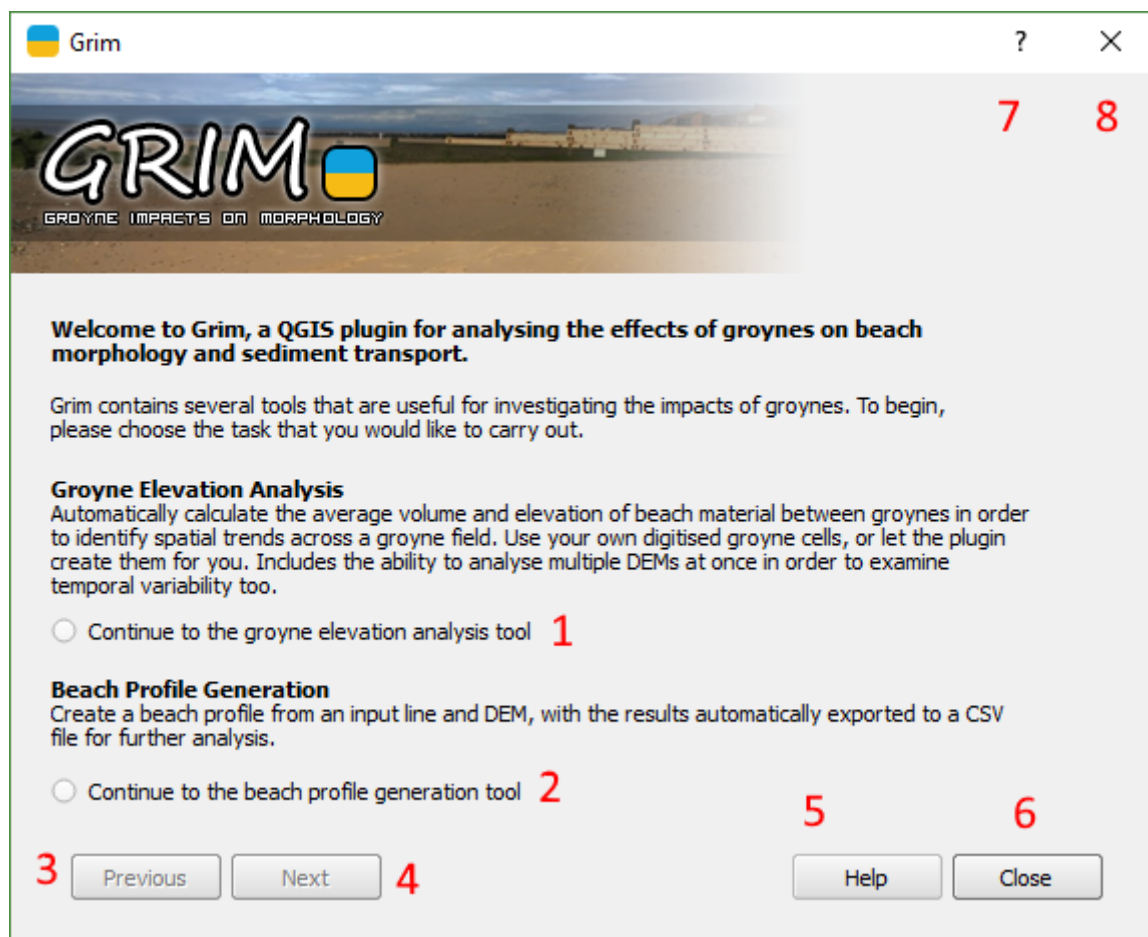 Grim
?
7
8
GRIM
GROYNE IMPACTS ON MORPHOLOGY
Welcome to Grim, a QGIS plugin for analysing the effects of groynes on beach
morphology and sediment transport.
Grim contains several tools that are useful for investigating the impacts of groynes. To begin,
please choose the task that you would like to carry out.
Groyne Elevation Analysis
Automatically calculate the average volume and elevation of beach material between groynes in order
to identify spatial trends across a groyne field. Use your own digitised groyne cells, or let the plugin
create them for you. Includes the ability to analyse multiple DEMs at once in order to examine
temporal variability too.
Continue to the groyne elevation analysis tool 1
Beach Profile Generation
Create a beach profile from an input line and DEM, with the results automatically exported to a CSV
file for further analysis.
Continue to the beach profile generation tool 2
5 6
3 Previous Next 4 Help Close